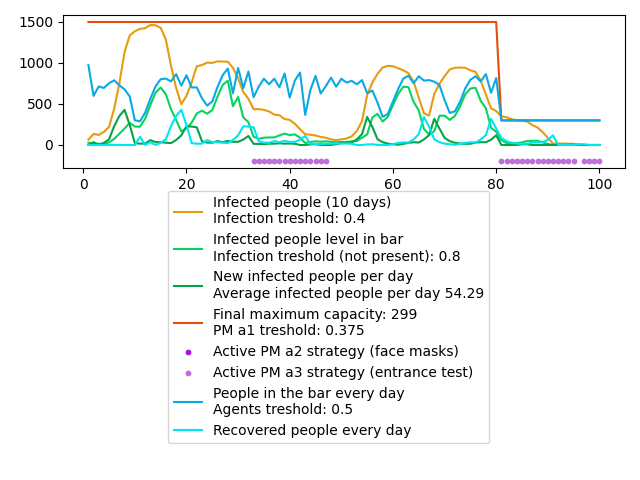 1500
1000
500
0
0 20 40 60 80 100
Infected people (10 days)
Infection treshold: 0.4
Infected people level in bar
Infection treshold (not present): 0.8
New infected people per day
Average infected people per day 54.29
Final maximum capacity: 299
PM a1 treshold: 0.375
Active PM a2 strategy (face masks)
Active PM a3 strategy (entrance test)
People in the bar every day
Agents treshold: 0.5
Recovered people every day